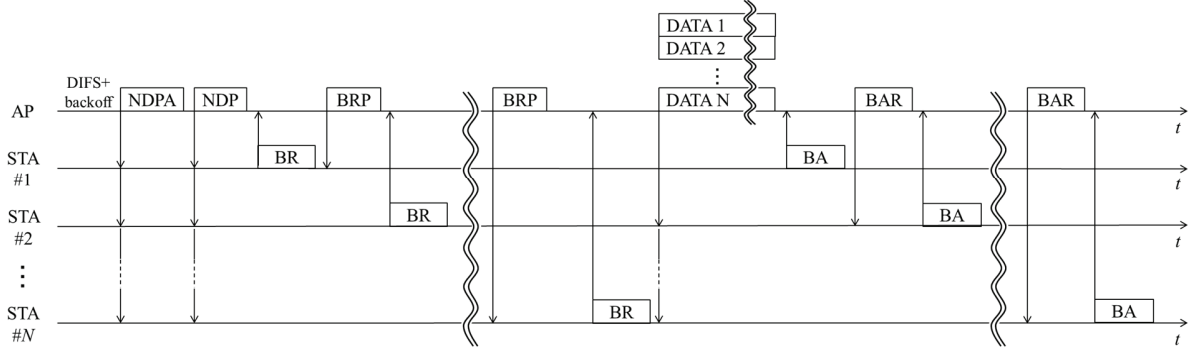 DATA 1
DATA 2
⋮
DIFS+
backoff
NDPA
NDP
BRP
BRP
DATA N
BAR
BAR
AP
t
BR
BA
STA
#1
t
BR
BA
STA
#2
t
⋮
BR
BA
STA
#N
t